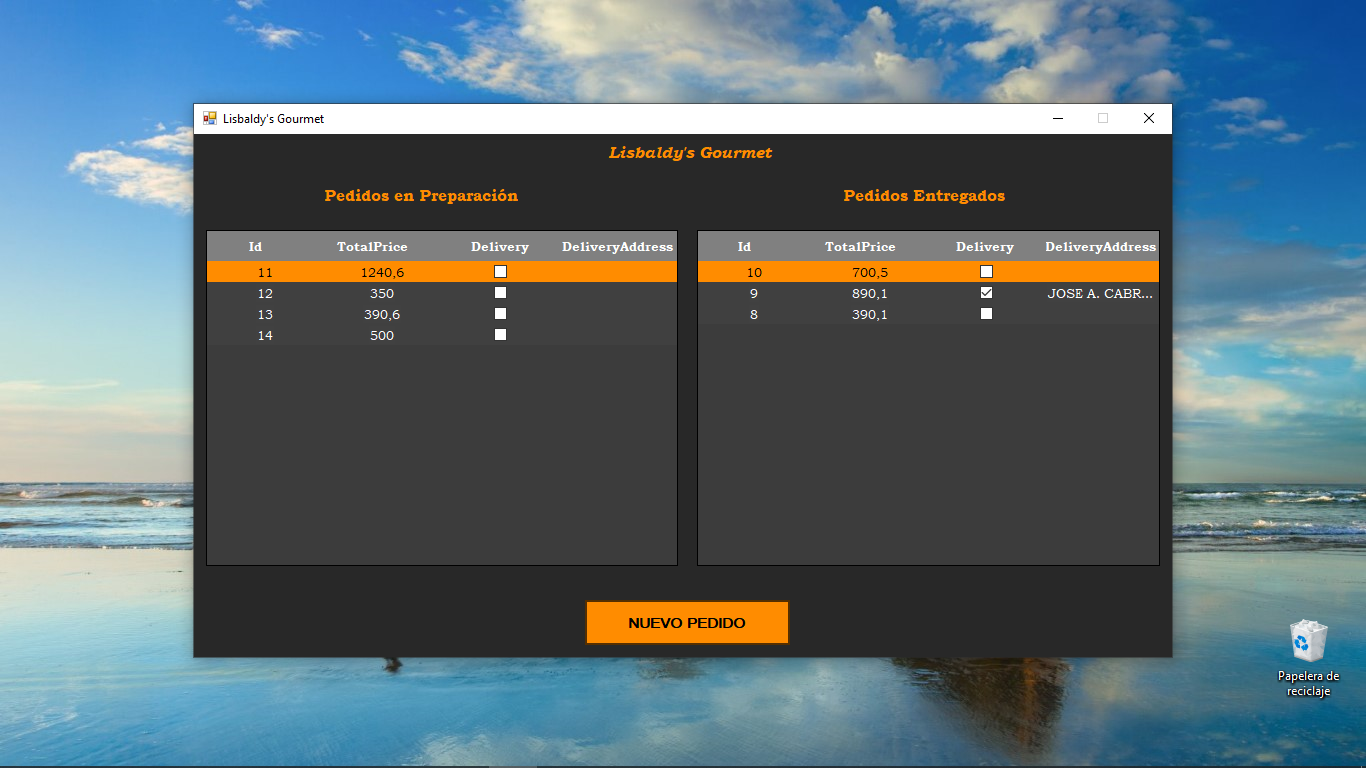 Lisbaldy's Gourmet
Lisbaldy's Gourmet
Pedidos en Preparación
Id TotalPrice Delivery DeliveryAddress
11 1240,6
12 350
13 390,6
14 500
Pedidos Entregados
Id TotalPrice Delivery DeliveryAddress
10 700,5
9 890,1 JOSE A. CABR...
8 390,1
NUEVO PEDIDO
Papelera de
reciclaje